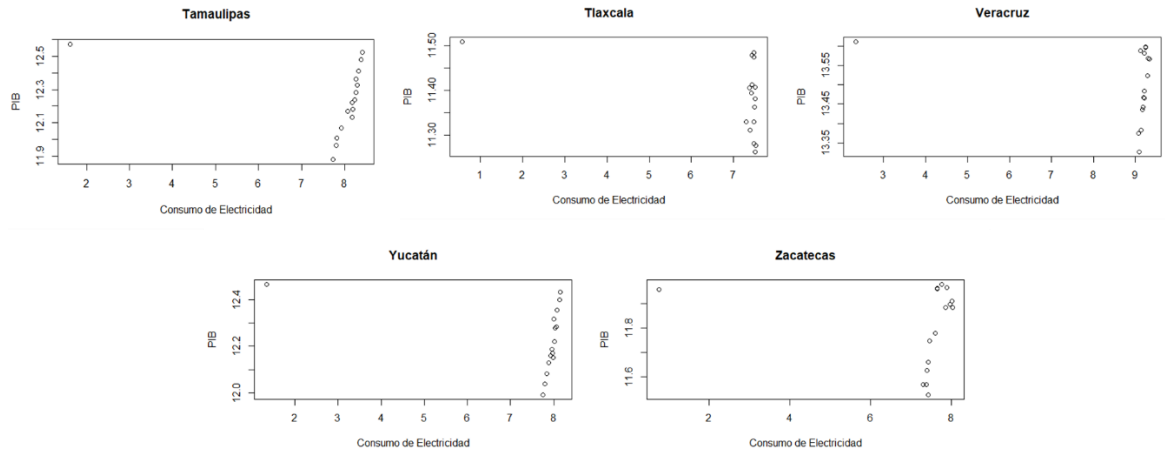 Tamaulipas
PIB
12.5
12.3
12.1
11.9
2 3 4 5 6 7 8
Consumo de Electricidad
Tlaxcala
PIB
11.50
11.40
11.30
1 2 3 4 5 6 7
Consumo de Electricidad
Veracruz
PIB
13.55
13.45
13.35
3 4 5 6 7 8 9
Consumo de Electricidad
Yucatán
PIB
12.4
12.2
12.0
2 3 4 5 6 7 8
Consumo de Electricidad
Zacatecas
PIB
11.8
11.6
2 4 6 8
Consumo de Electricidad